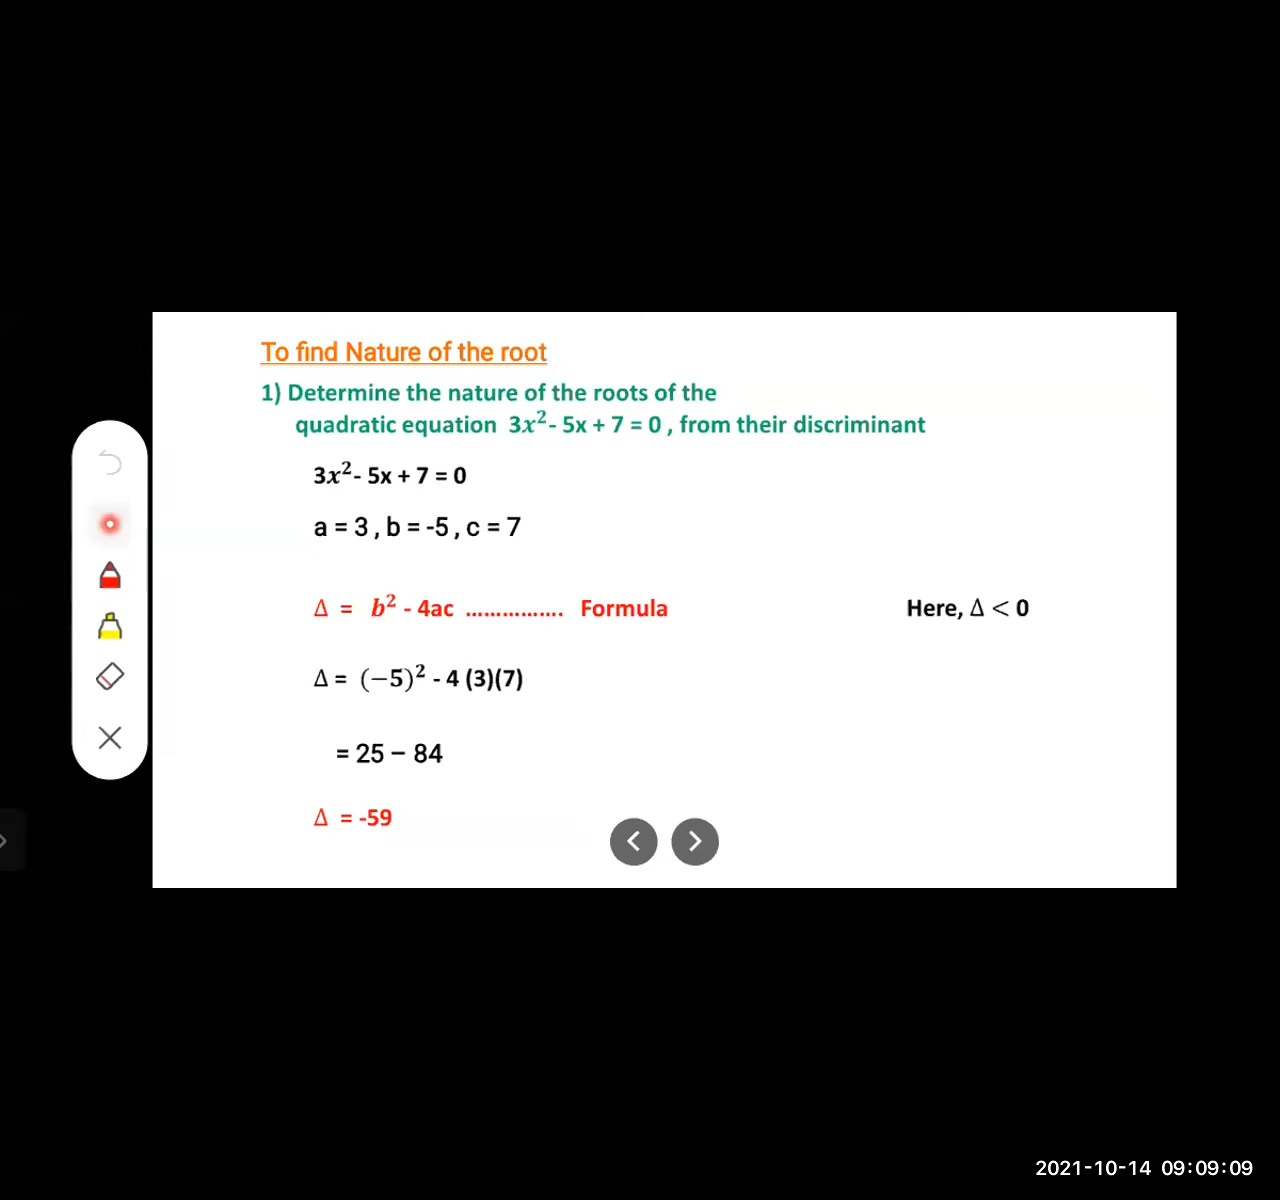 To find Nature of the root
1) Determine the nature of the roots of the
quadratic equation 3x²- 5x + 7 = 0 , from their discriminant
3x²- 5x + 7 = 0
a = 3 , b = -5 , c = 7
Δ = b² - 4ac ............... Formula
Here, Δ < 0
Δ = (−5)² - 4 (3)(7)
= 25 – 84
Δ = -59
2021-10-14 09:09:09